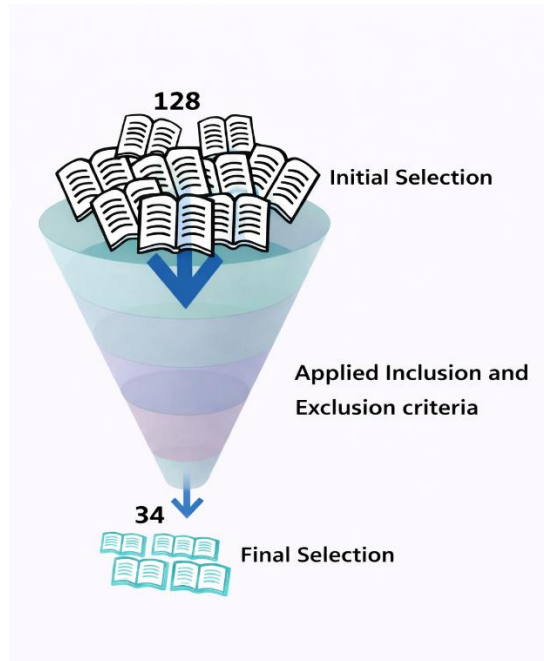 128
Initial Selection
Applied Inclusion and
Exclusion criteria
34
Final Selection